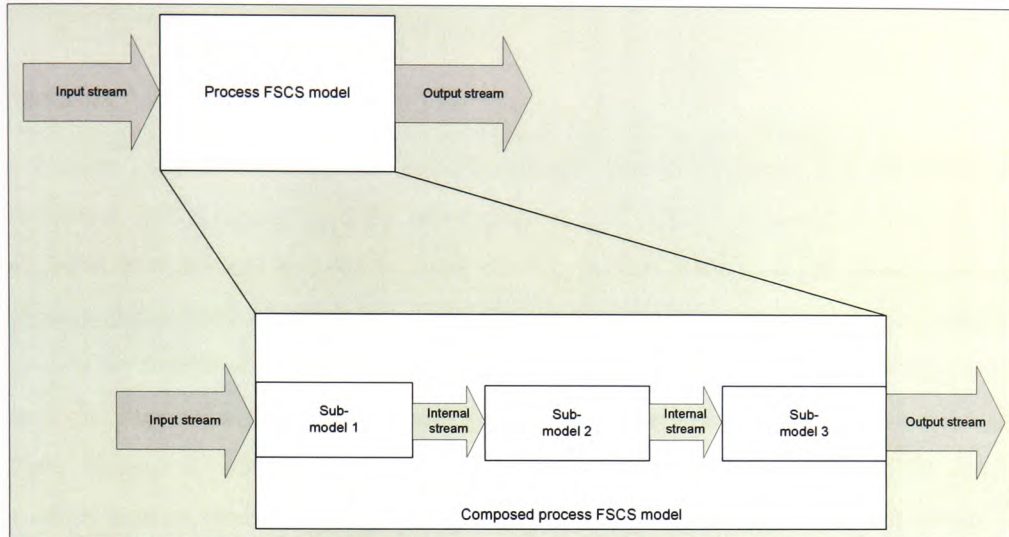 Input stream
Process FSCS model
Output stream
Input stream
Sub-
model 1
Internal
stream
Sub-
model 2
Internal
stream
Sub-
model 3
Output stream
Composed process FSCS model